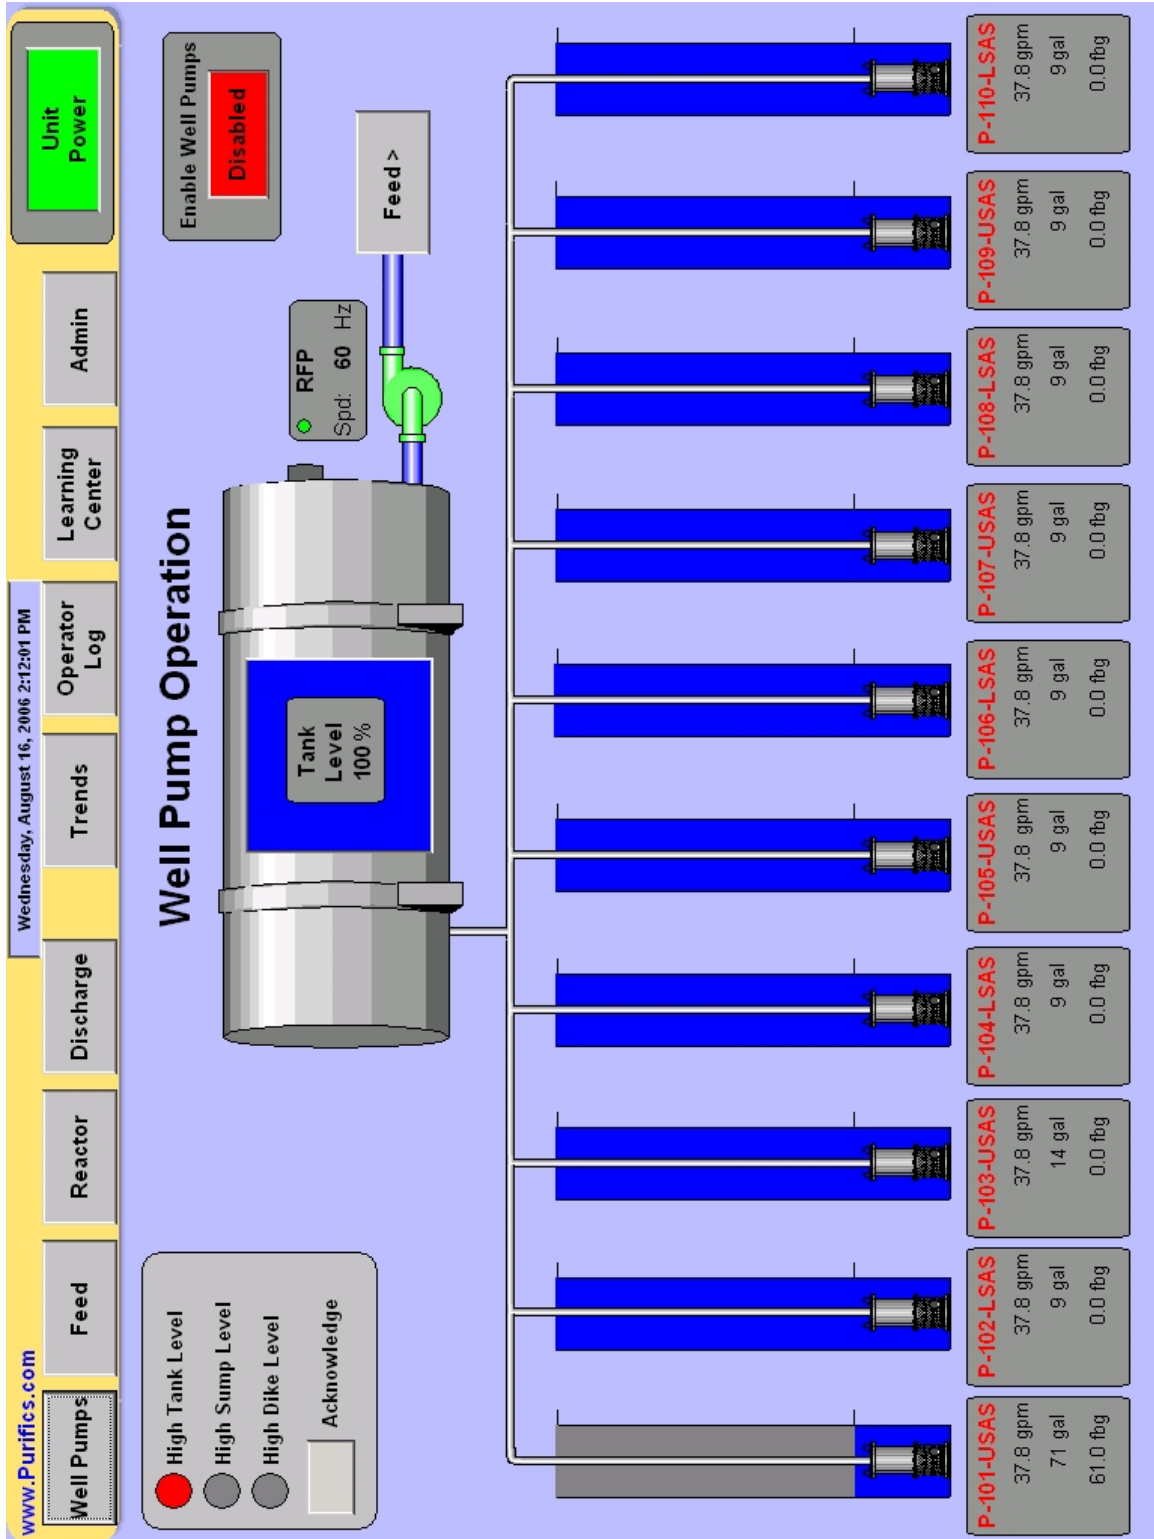 www.Purifics.com
Wednesday, August 16, 2006 2:12:01 PM
Well Pumps
Feed
Reactor
Discharge
Trends
Operator
Log
Learning
Center
Admin
Unit
Power
High Tank Level
High Sump Level
High Dike Level
Acknowledge
Well Pump Operation
Tank
Level
100 %
RFP
Spd: 60 Hz
Enable Well Pumps
Disabled
Feed >
P-101-USAS
37.8 gpm
71 gal
61.0 fbg
P-102-LSAS
37.8 gpm
9 gal
0.0 fbg
P-103-USAS
37.8 gpm
14 gal
0.0 fbg
P-104-LSAS
37.8 gpm
9 gal
0.0 fbg
P-105-USAS
37.8 gpm
9 gal
0.0 fbg
P-106-LSAS
37.8 gpm
9 gal
0.0 fbg
P-107-USAS
37.8 gpm
9 gal
0.0 fbg
P-108-LSAS
37.8 gpm
9 gal
0.0 fbg
P-109-USAS
37.8 gpm
9 gal
0.0 fbg
P-110-LSAS
37.8 gpm
9 gal
0.0 fbg